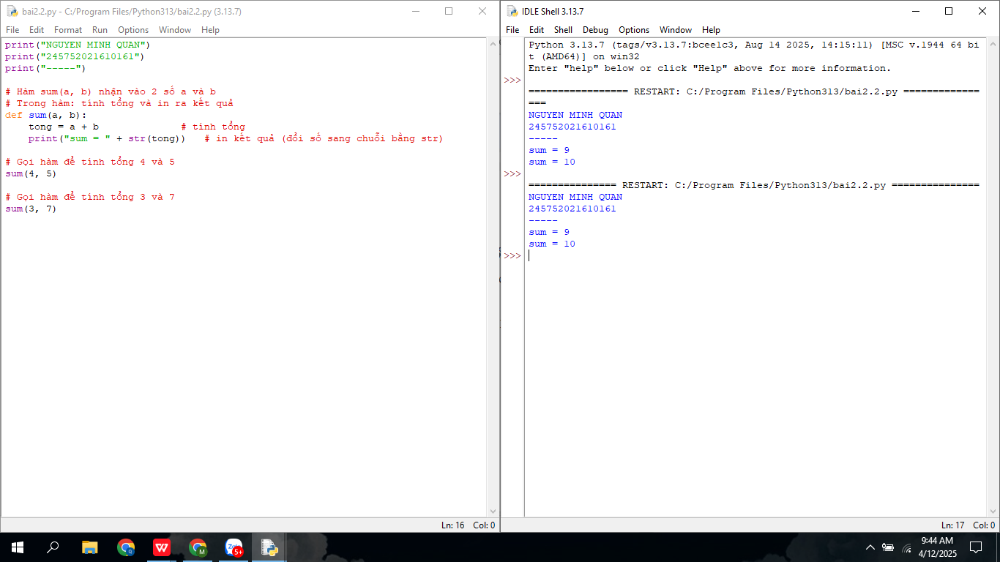 bai2.2.py - C:/Program Files/Python313/bai2.2.py (3.13.7)
File Edit Format Run Options Window Help
print("NGUYEN MINH QUAN")
print("245752021610161")
print("-----")
# Hàm sum(a, b) nhận vào 2 số a và b
# Trong hàm: tính tổng và in ra kết quả
def sum(a, b):
    tong = a + b              # tính tổng
    print("sum = " + str(tong))   # in kết quả (đổi số sang chuỗi bằng str)
# Gọi hàm để tính tổng 4 và 5
sum(4, 5)
# Gọi hàm để tính tổng 3 và 7
sum(3, 7)
Ln: 16 Col: 0
IDLE Shell 3.13.7
File Edit Shell Debug Options Window Help
Python 3.13.7 (tags/v3.13.7:bcee1c3, Aug 14 2025, 14:15:11) [MSC v.1944 64 bi
t (AMD64)] on win32
Enter "help" below or click "Help" above for more information.
>>>
================= RESTART: C:/Program Files/Python313/bai2.2.py =============
===
NGUYEN MINH QUAN
245752021610161
-----
sum = 9
sum = 10
>>>
=============== RESTART: C:/Program Files/Python313/bai2.2.py ===============
NGUYEN MINH QUAN
245752021610161
-----
sum = 9
sum = 10
>>>
Ln: 17 Col: 0
W
Q
M
Zalo
5+
9:44 AM
4/12/2025